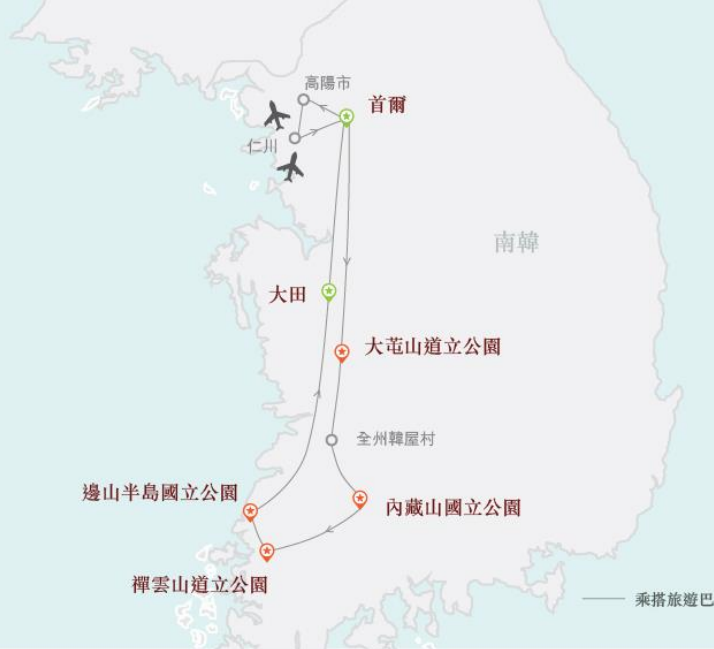 高陽市
首爾
仁川
南韓
大田
大芚山道立公園
全州韓屋村
邊山半島國立公園
內藏山國立公園
禪雲山道立公園
乘搭旅遊巴